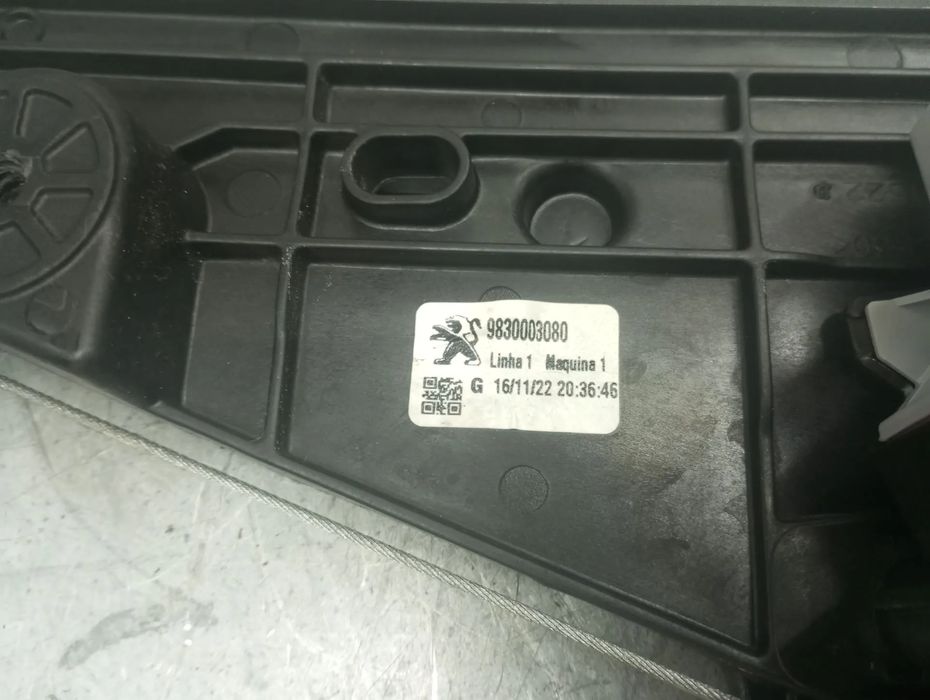 9830003080
Linha 1 Maquina 1
G 16/11/22 20:36:46